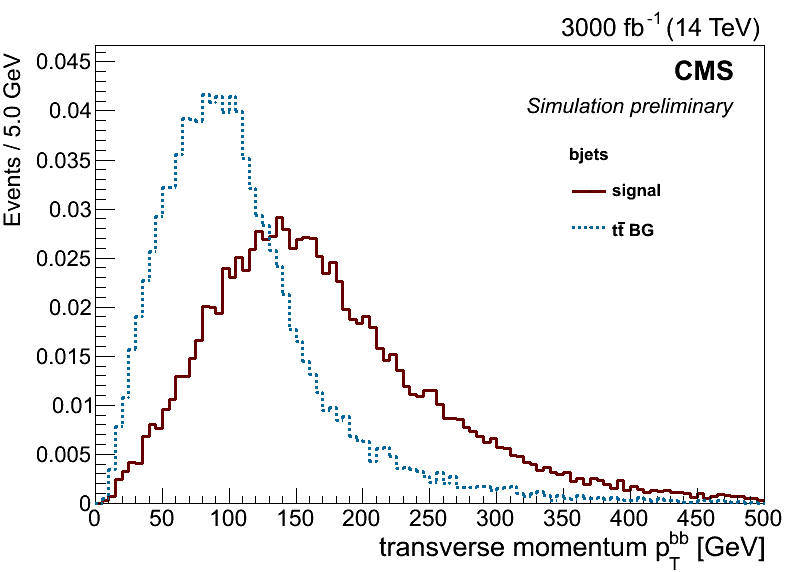 3000 fb⁻¹ (14 TeV)
CMS
Simulation preliminary
bjets
signal
tt̄ BG
Events / 5.0 GeV
0.045
0.04
0.035
0.03
0.025
0.02
0.015
0.01
0.005
0
0 50 100 150 200 250 300 350 400 450 500
transverse momentum p_T^bb [GeV]